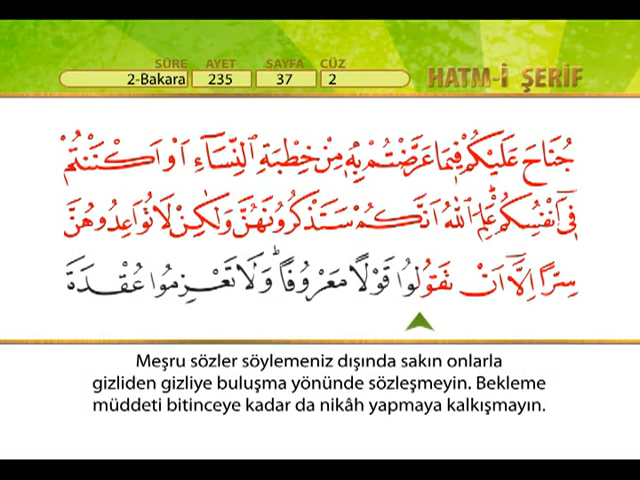 SÛRE AYET SAYFA CÜZ
2-Bakara 235 37 2
HATM-İ ŞERİF
جُنَاحَ عَلَيْكُمْ فِيمَا عَرَّضْتُمْ بِهِ مِنْ خِطْبَةِ النِّسَاءِ اَوْ اَكْنَنْتُمْ
فِي اَنْفُسِكُمْ عَلِمَ اللّٰهُ اَنَّكُمْ سَتَذْكُرُونَهُنَّ وَلٰكِنْ لَا تُوَاعِدُوهُنَّ
سِرًّا اِلَّا اَنْ تَقُولُوا قَوْلًا مَعْرُوفًا وَلَا تَعْزِمُوا عُقْدَةَ
Meşru sözler söylemeniz dışında sakın onlarla
gizliden gizliye buluşma yönünde sözleşmeyin. Bekleme
müddeti bitinceye kadar da nikâh yapmaya kalkışmayın.